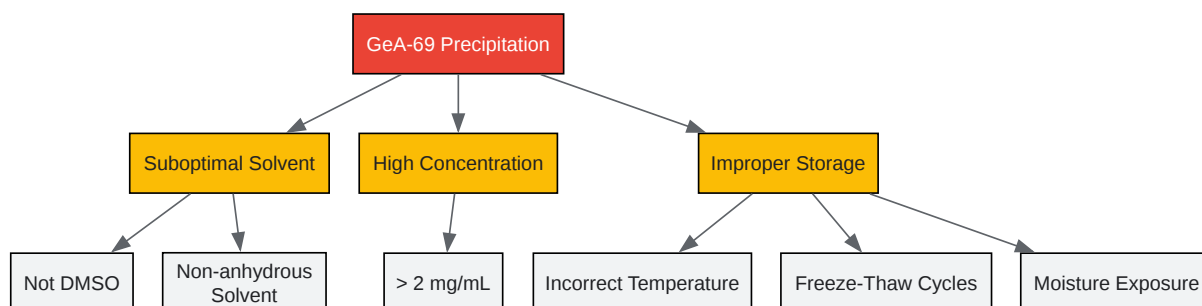 GeA-69 Precipitation
Suboptimal Solvent
High Concentration
Improper Storage
Not DMSO
Non-anhydrous
Solvent
> 2 mg/mL
Incorrect Temperature
Freeze-Thaw Cycles
Moisture Exposure